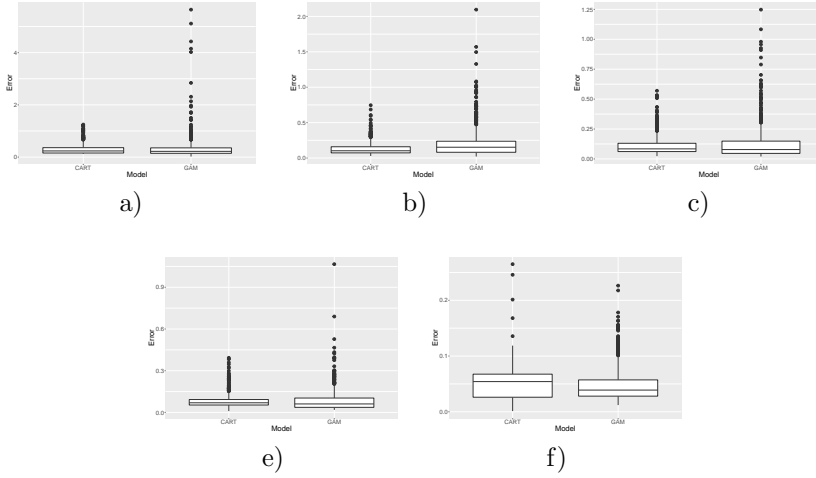 Error
4
2
0
CART
GAM
Model
a)
Error
2.0
1.5
1.0
0.5
0.0
CART
GAM
Model
b)
Error
1.25
1.00
0.75
0.50
0.25
0.00
CART
GAM
Model
c)
Error
0.9
0.6
0.3
0.0
CART
GAM
Model
e)
Error
0.2
0.1
0.0
CART
GAM
Model
f)